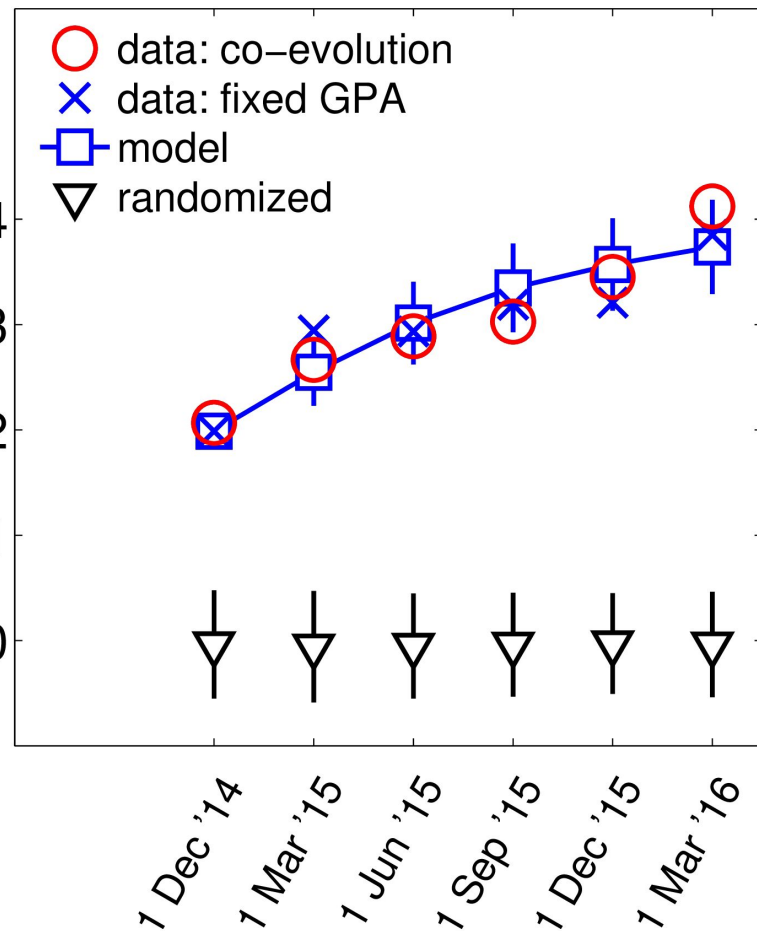 data: co−evolution
data: fixed GPA
model
randomized
1 Dec '14
1 Mar '15
1 Jun '15
1 Sep '15
1 Dec '15
1 Mar '16